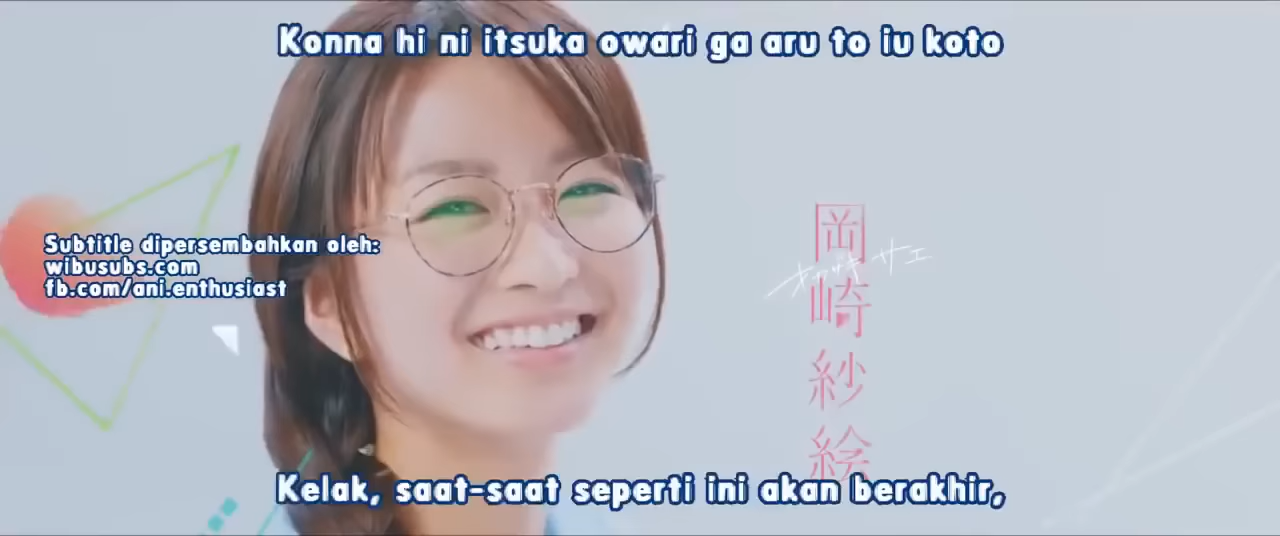 Konna hi ni itsuka owari ga aru to iu koto
Subtitle dipersembahkan oleh:
wibusubs.com
fb.com/ani.enthusiast
岡崎紗絵
オカザキ サエ
Kelak, saat-saat seperti ini akan berakhir,